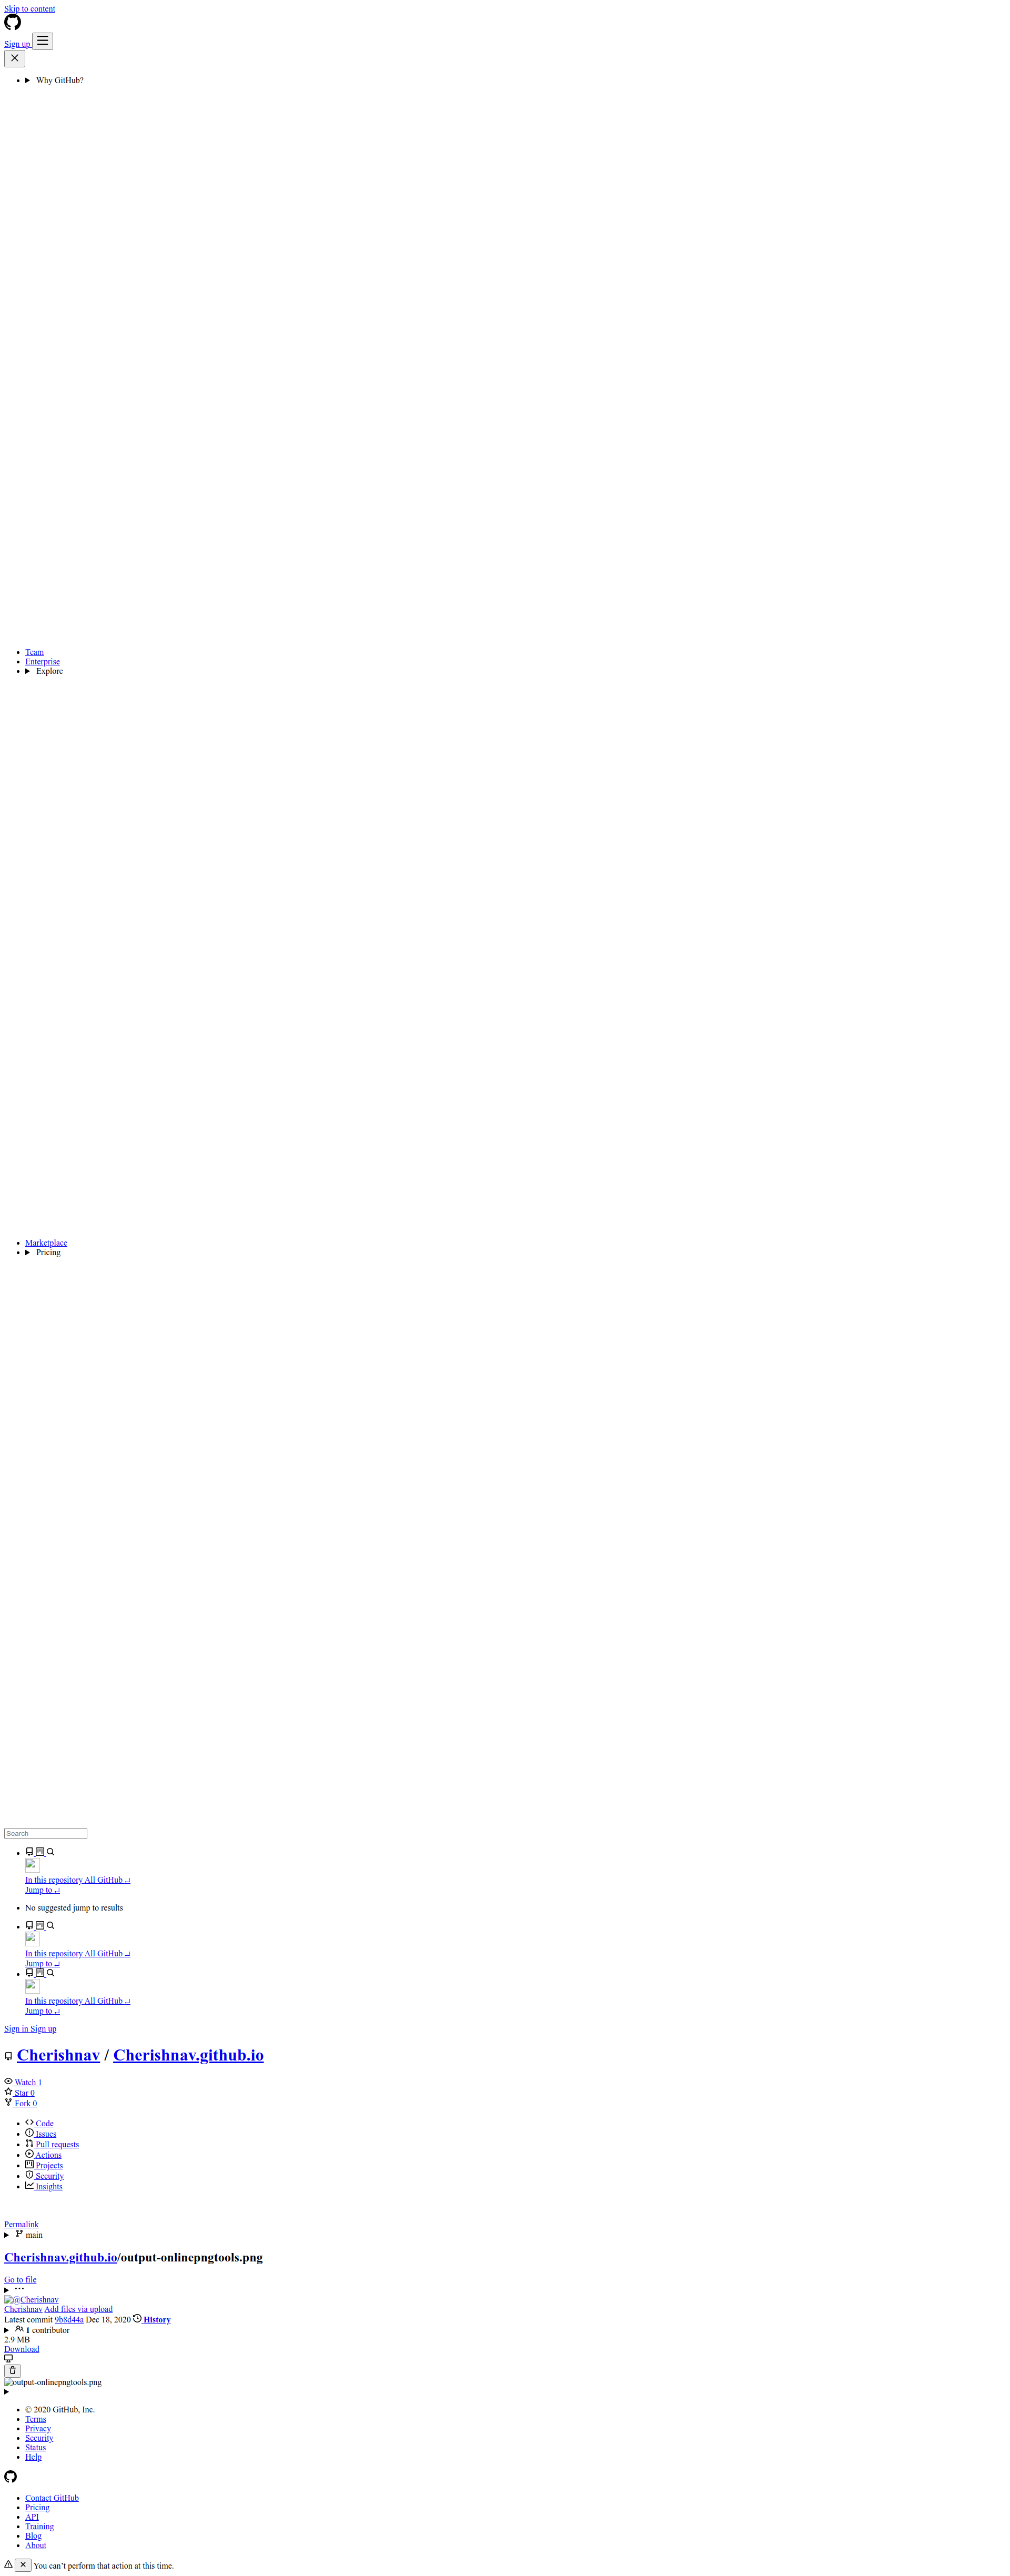 Skip to content
Sign up
Why GitHub?
Team
Enterprise
Explore
Marketplace
Pricing
Search
In this repository All GitHub ↵
Jump to ↵
No suggested jump to results
In this repository All GitHub ↵
Jump to ↵
In this repository All GitHub ↵
Jump to ↵
Sign in Sign up
Cherishnav / Cherishnav.github.io
Watch 1
Star 0
Fork 0
Code
Issues
Pull requests
Actions
Projects
Security
Insights
Permalink
main
Cherishnav.github.io/output-onlinepngtools.png
Go to file
@Cherishnav
Cherishnav Add files via upload
Latest commit 9b8d44a Dec 18, 2020 History
1 contributor
2.9 MB
Download
output-onlinepngtools.png
© 2020 GitHub, Inc.
Terms
Privacy
Security
Status
Help
Contact GitHub
Pricing
API
Training
Blog
About
You can’t perform that action at this time.